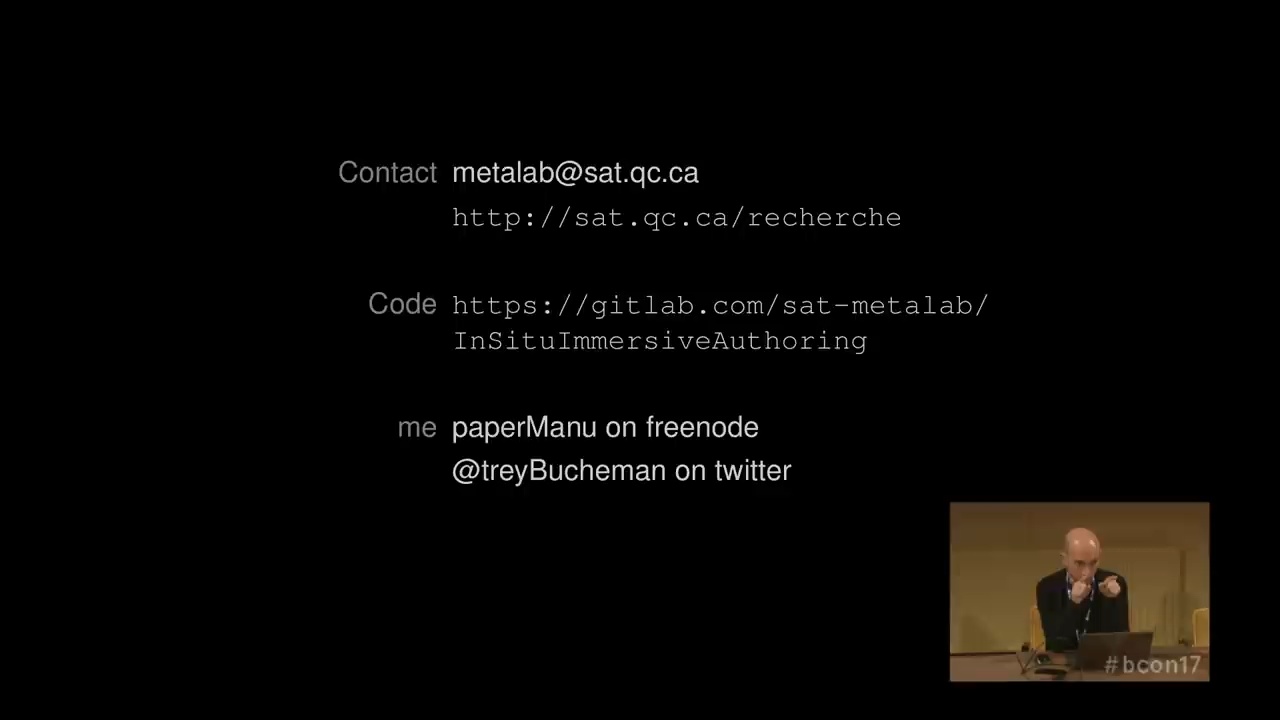 Contact metalab@sat.qc.ca
http://sat.qc.ca/recherche
Code https://gitlab.com/sat-metalab/
InSituImmersiveAuthoring
me paperManu on freenode
@treyBucheman on twitter
#bcon17